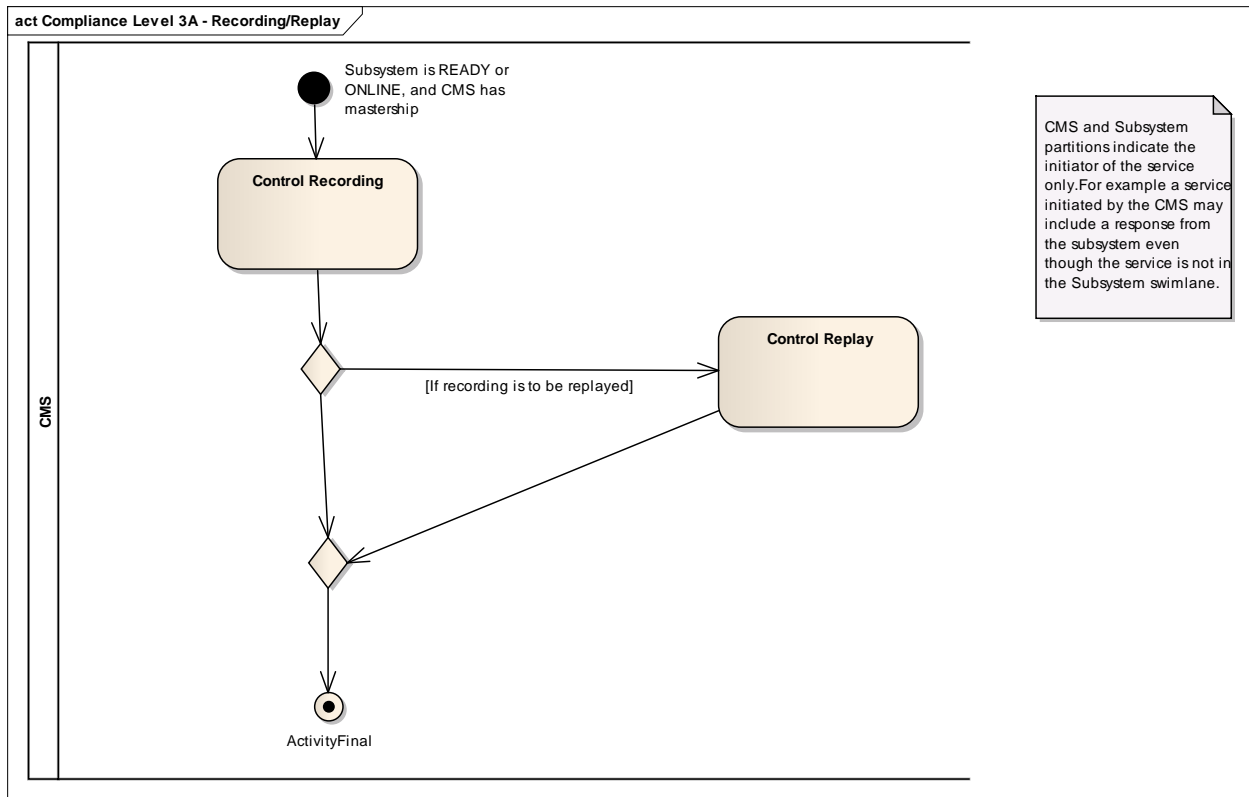 act Compliance Level 3A - Recording/Replay
Subsystem is READY or
ONLINE, and CMS has
mastership
Control Recording
CMS and Subsystem
partitions indicate the
initiator of the service
only.For example a service
initiated by the CMS may
include a response from
the subsystem even
though the service is not in
the Subsystem swimlane.
Control Replay
[If recording is to be replayed]
CMS
ActivityFinal